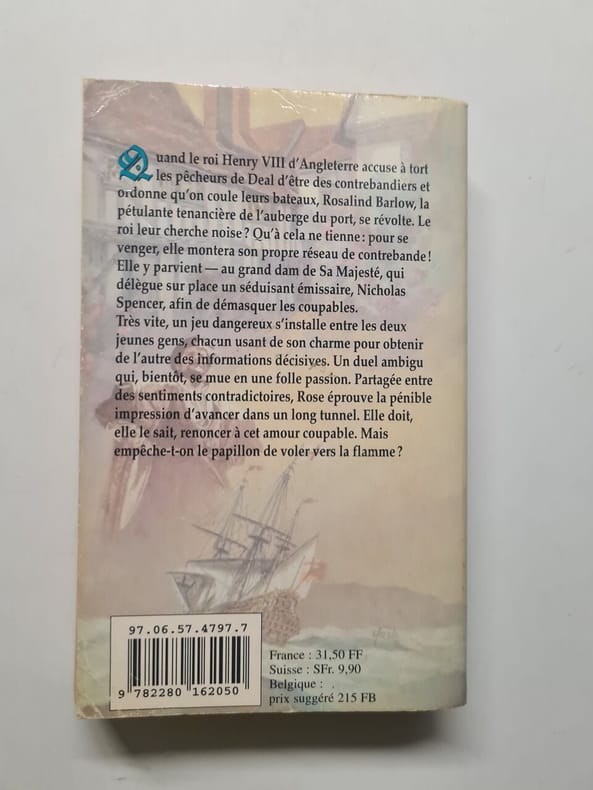 Quand le roi Henry VIII d'Angleterre accuse à tort
les pêcheurs de Deal d'être des contrebandiers et
ordonne qu'on coule leurs bateaux, Rosalind Barlow, la
pétulante tenancière de l'auberge du port, se révolte. Le
roi leur cherche noise ? Qu'à cela ne tienne : pour se
venger, elle montera son propre réseau de contrebande !
Elle y parvient — au grand dam de Sa Majesté, qui
délègue sur place un séduisant émissaire, Nicholas
Spencer, afin de démasquer les coupables.
Très vite, un jeu dangereux s'installe entre les deux
jeunes gens, chacun usant de son charme pour obtenir
de l'autre des informations décisives. Un duel ambigu
qui, bientôt, se mue en une folle passion. Partagée entre
des sentiments contradictoires, Rose éprouve la pénible
impression d'avancer dans un long tunnel. Elle doit,
elle le sait, renoncer à cet amour coupable. Mais
empêche-t-on le papillon de voler vers la flamme ?
97.06.57.4797.7
9 782280 162050
France : 31,50 FF
Suisse : SFr. 9,90
Belgique : .
prix suggéré 215 FB